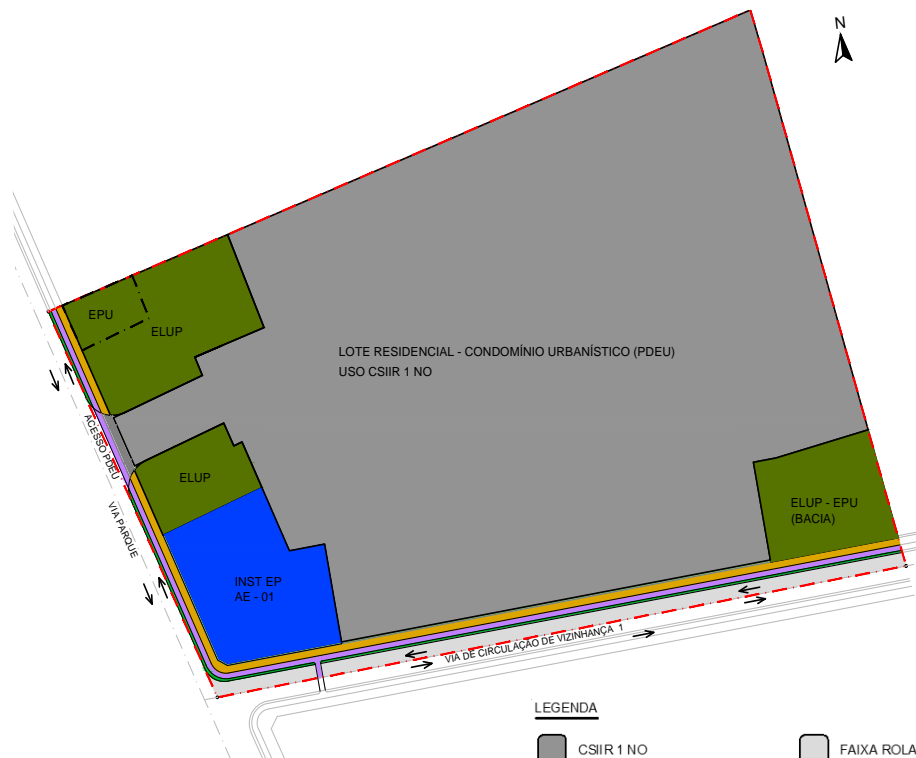 N
EPU
ELUP
LOTE RESIDENCIAL - CONDOMÍNIO URBANÍSTICO (PDEU)
USO CSIIR 1 NO
ACESSO PDEU
ELUP
VIA PARQUE
ELUP - EPU
(BACIA)
INST EP
AE - 01
VIA DE CIRCULAÇÃO DE VIZINHANÇA 1
LEGENDA
CSIIR 1 NO
FAIXA ROLA